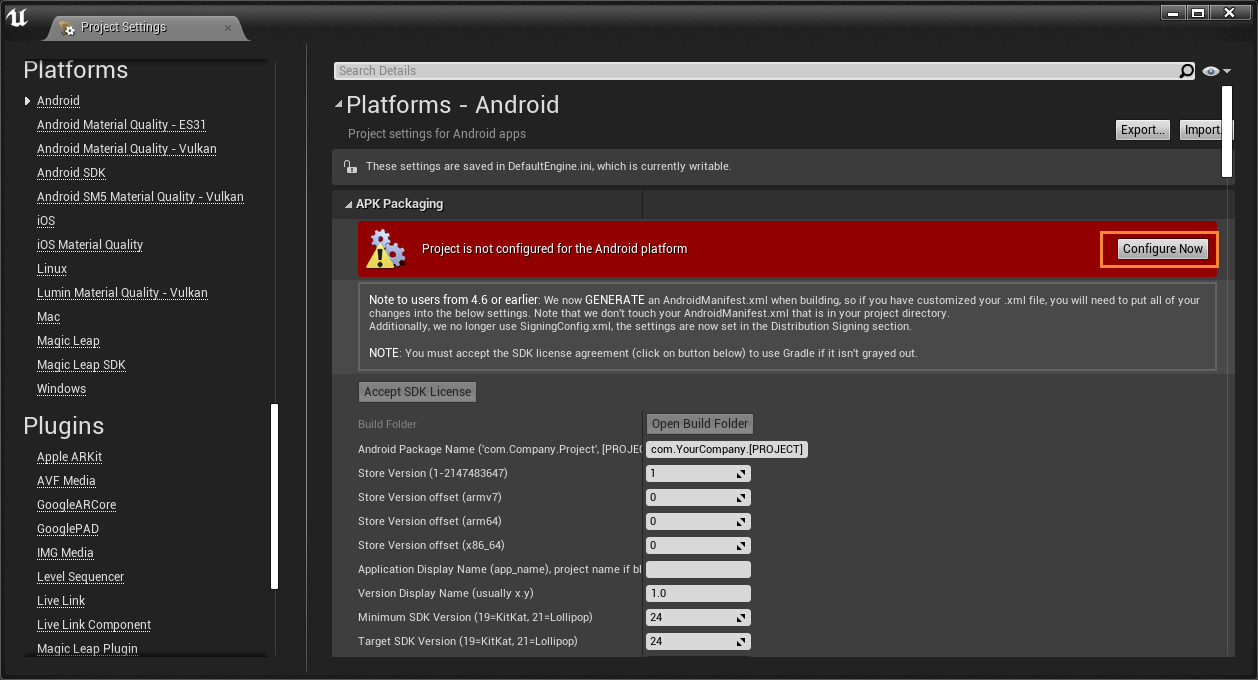 Project Settings
Platforms
Android
Android Material Quality - ES31
Android Material Quality - Vulkan
Android SDK
Android SM5 Material Quality - Vulkan
iOS
iOS Material Quality
Linux
Lumin Material Quality - Vulkan
Mac
Magic Leap
Magic Leap SDK
Windows
Plugins
Apple ARKit
AVF Media
GoogleARCore
GooglePAD
IMG Media
Level Sequencer
Live Link
Live Link Component
Magic Leap Plugin
Search Details
Platforms - Android
Project settings for Android apps
Export...
Import.
These settings are saved in DefaultEngine.ini, which is currently writable.
APK Packaging
Project is not configured for the Android platform
Configure Now
Note to users from 4.6 or earlier: We now GENERATE an AndroidManifest.xml when building, so if you have customized your .xml file, you will need to put all of your
changes into the below settings. Note that we don't touch your AndroidManifest.xml that is in your project directory.
Additionally, we no longer use SigningConfig.xml, the settings are now set in the Distribution Signing section.
NOTE: You must accept the SDK license agreement (click on button below) to use Gradle if it isn't grayed out.
Accept SDK License
Build Folder
Open Build Folder
Android Package Name ('com.Company.Project', [PROJEC
com.YourCompany.[PROJECT]
Store Version (1-2147483647)
1
Store Version offset (armv7)
0
Store Version offset (arm64)
0
Store Version offset (x86_64)
0
Application Display Name (app_name), project name if bl
Version Display Name (usually x.y)
1.0
Minimum SDK Version (19=KitKat, 21=Lollipop)
24
Target SDK Version (19=KitKat, 21=Lollipop)
24